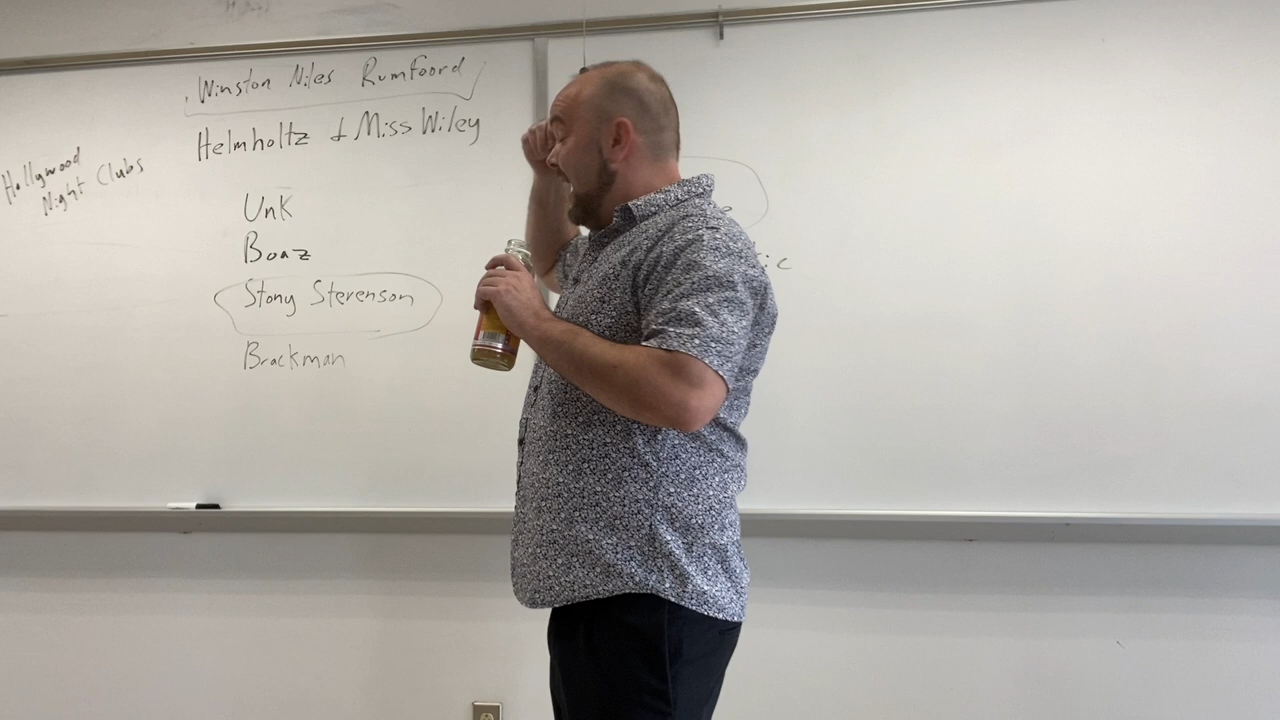 Winston Niles Rumfoord
Helmholtz & Miss Wiley
Hollywood
Night Clubs
Unk
Boaz
Stony Sterenson
Brackman